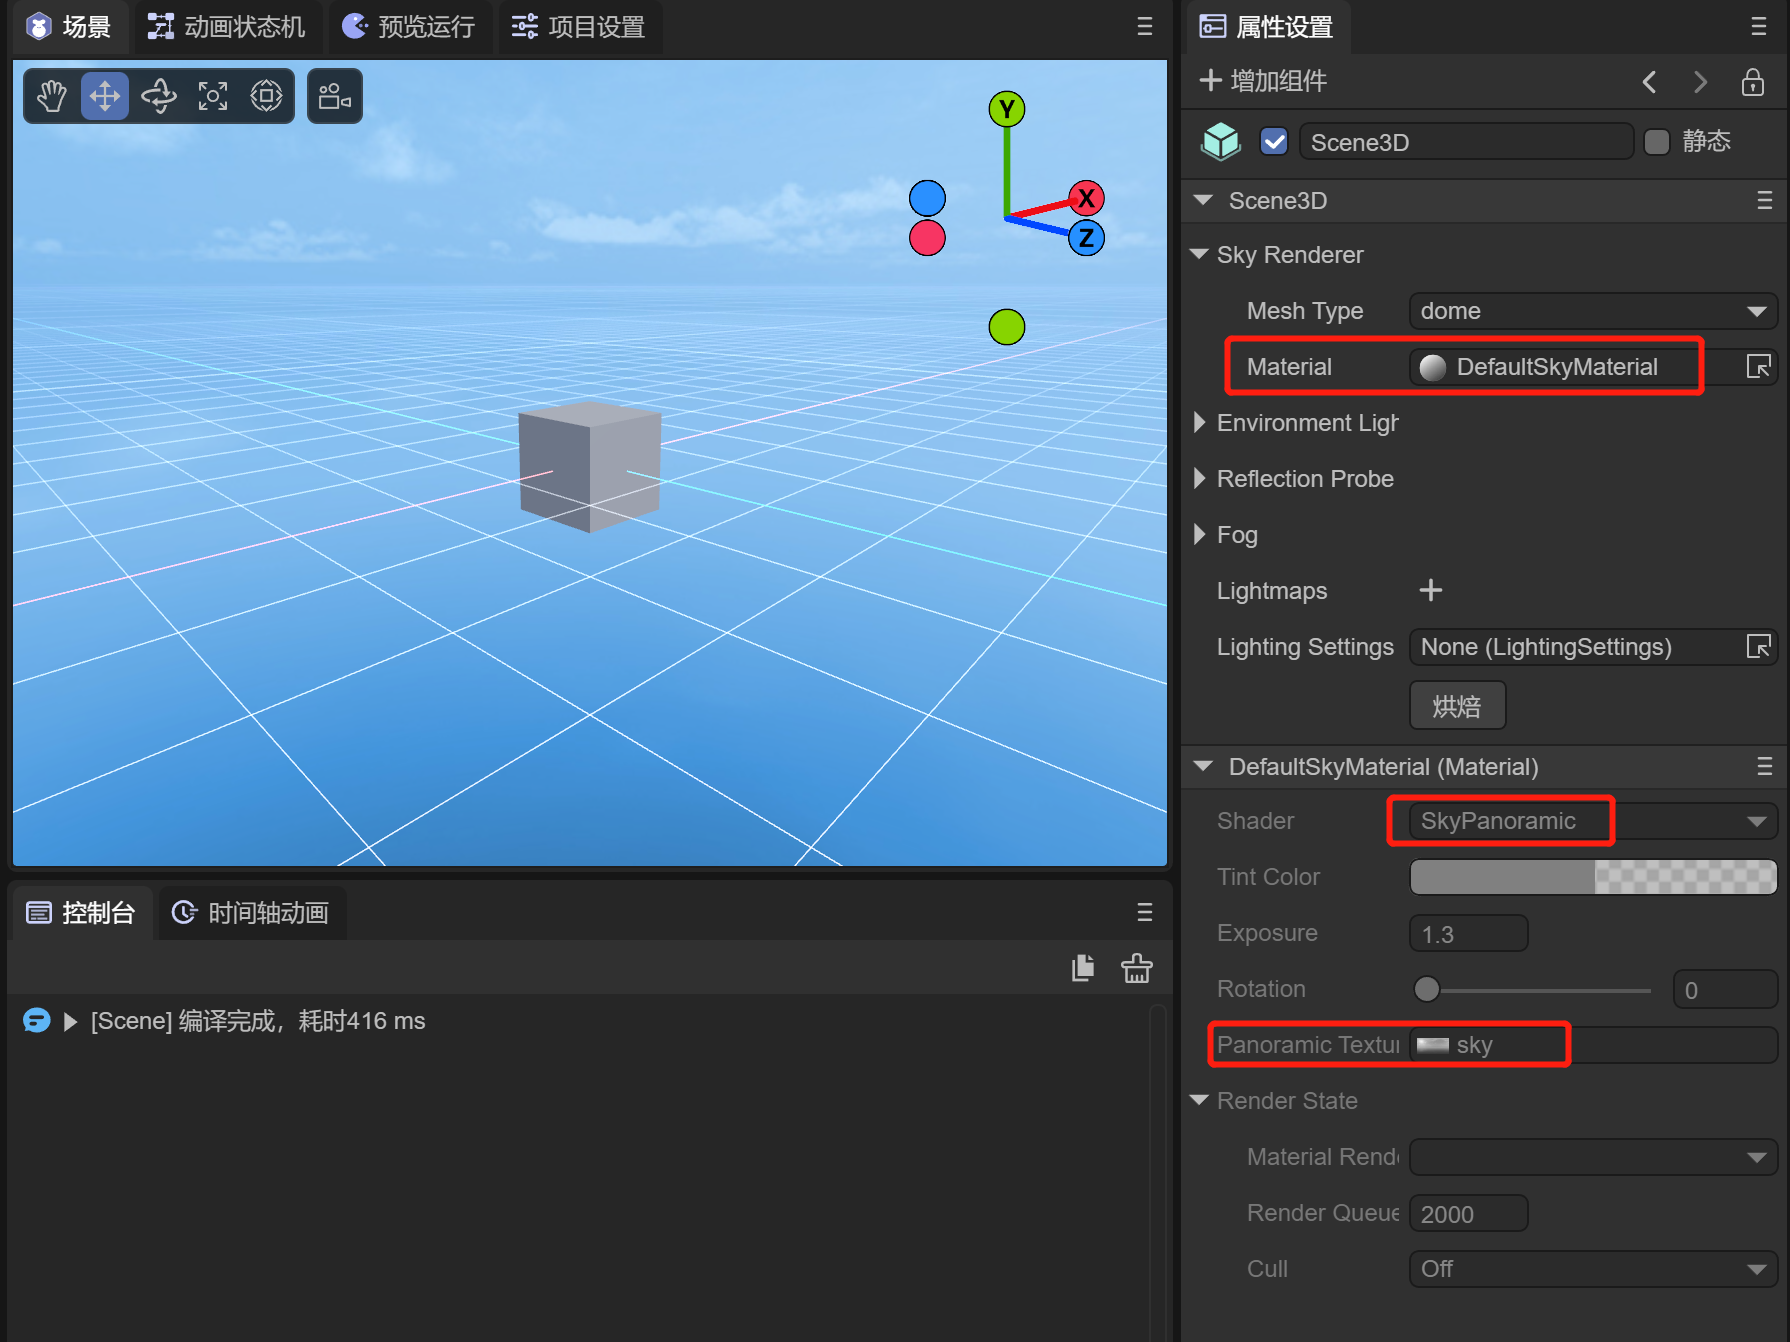 场景
动画状态机
预览运行
项目设置
Y
X
Z
控制台
时间轴动画
[Scene] 编译完成，耗时416 ms
属性设置
增加组件
Scene3D
静态
Scene3D
Sky Renderer
Mesh Type
dome
Material
DefaultSkyMaterial
Environment Ligh
Reflection Probe
Fog
Lightmaps
Lighting Settings
None (LightingSettings)
烘焙
DefaultSkyMaterial (Material)
Shader
SkyPanoramic
Tint Color
Exposure
1.3
Rotation
0
Panoramic Textur
sky
Render State
Material Rende
Render Queue
2000
Cull
Off